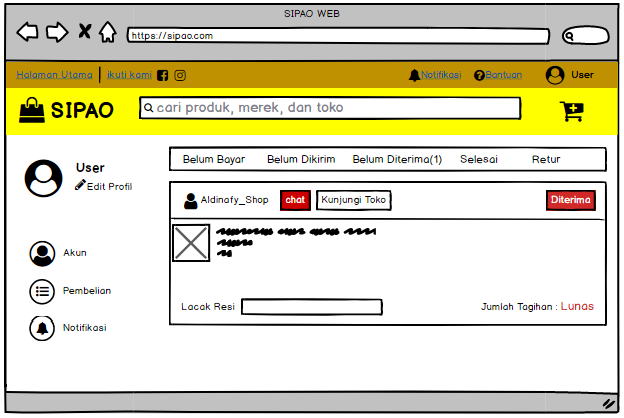 SIPAO WEB
https://sipao.com
Halaman Utama ikuti kami Notifikasi Bantuan User
SIPAO cari produk, merek, dan toko
User
Edit Profil
Belum Bayar Belum Dikirim Belum Diterima(1) Selesai Retur
Aldinafy_Shop chat Kunjungi Toko Diterima
Akun
Pembelian
Notifikasi
Lacak Resi Jumlah Tagihan : Lunas